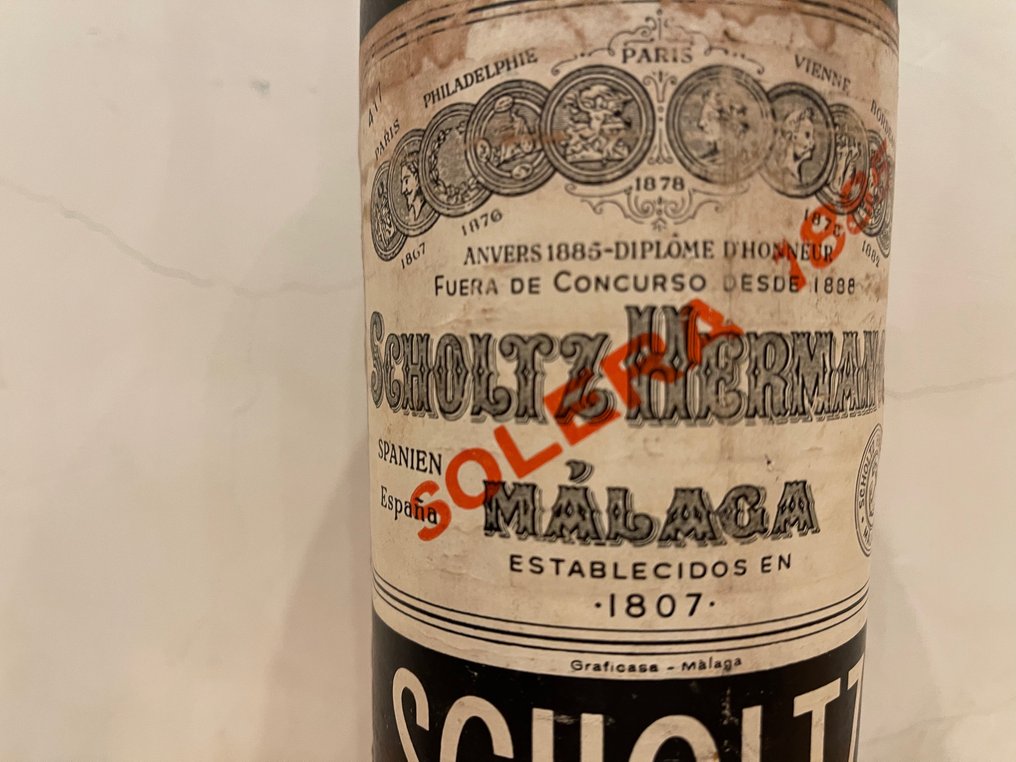 PARIS
PHILADELPHIE
PARIS
VIENNE
1867
1876
1878
ANVERS 1885-DIPLÔME D'HONNEUR
FUERA DE CONCURSO DESDE 1888
SCHOLTZ HERMANOS
SOLERA
SPANIEN
España
MÁLAGA
ESTABLECIDOS EN
·1807·
Graficasa - Málaga
SCHOLTZ